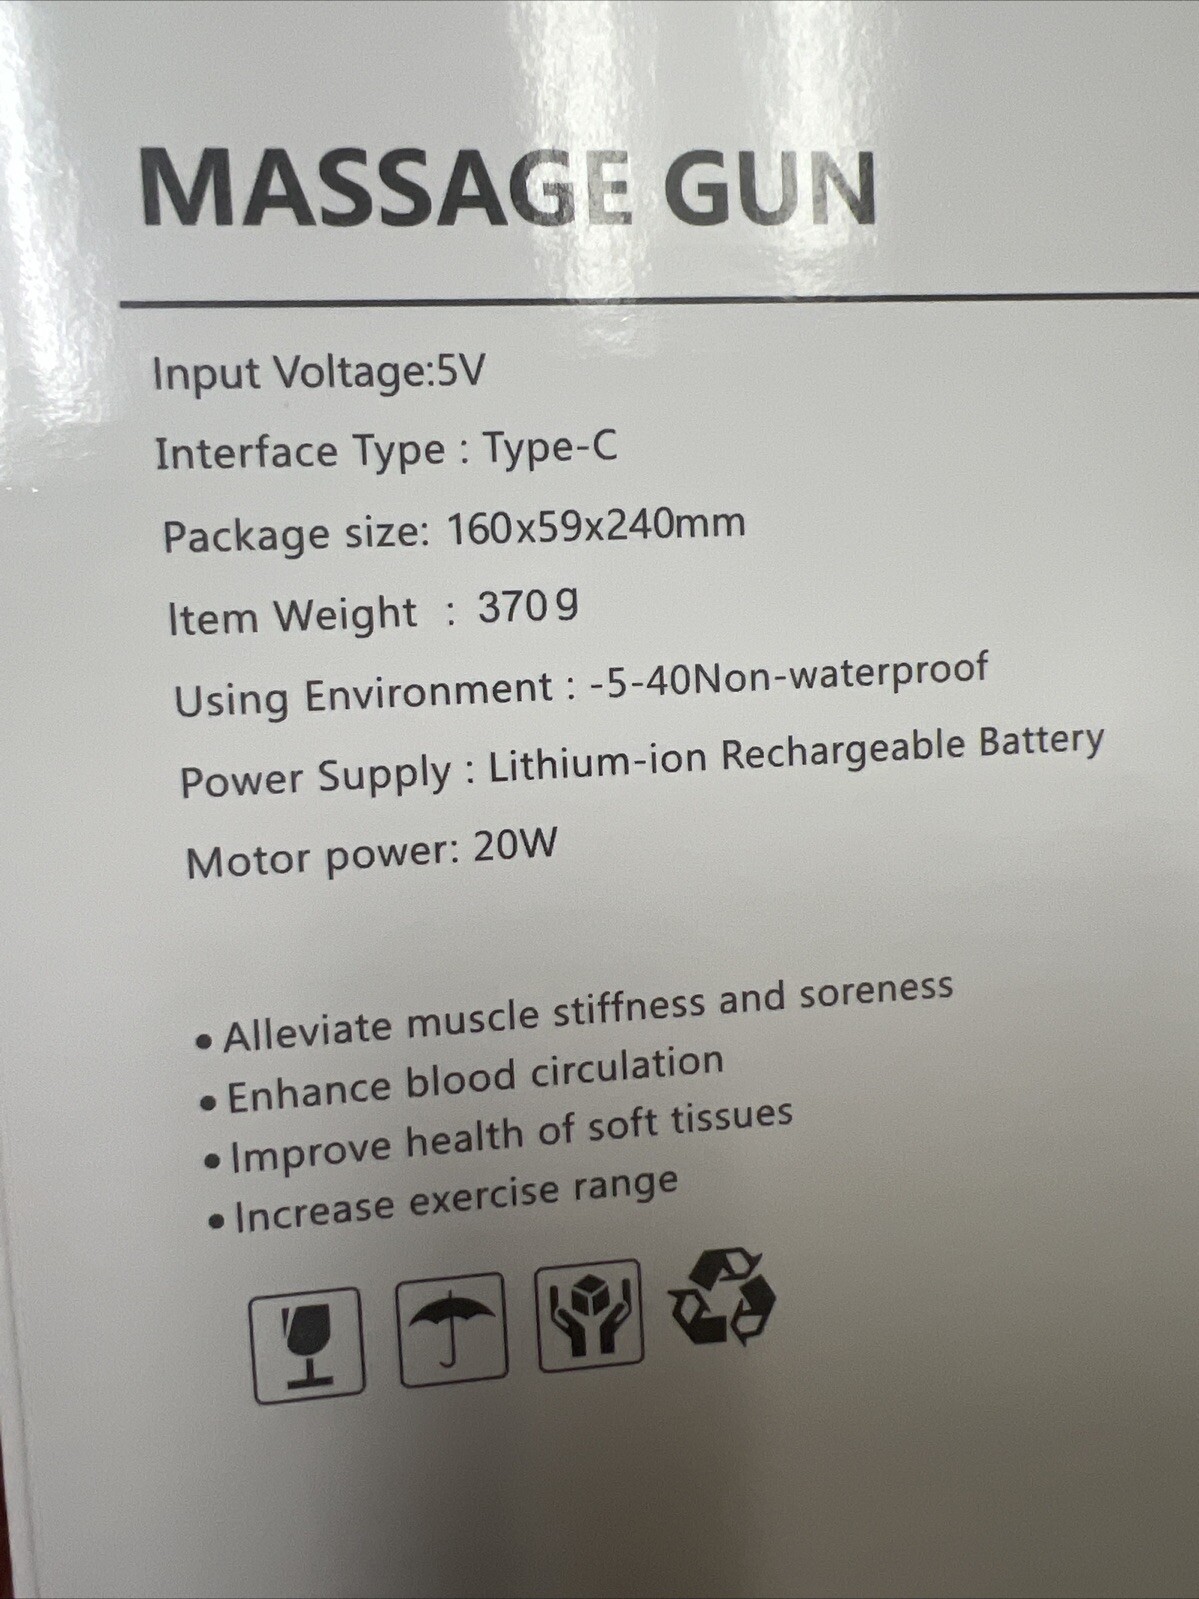 MASSAGE GUN
Input Voltage:5V
Interface Type : Type-C
Package size: 160x59x240mm
Item Weight : 370g
Using Environment : -5-40Non-waterproof
Power Supply : Lithium-ion Rechargeable Battery
Motor power: 20W
• Alleviate muscle stiffness and soreness
• Enhance blood circulation
• Improve health of soft tissues
• Increase exercise range